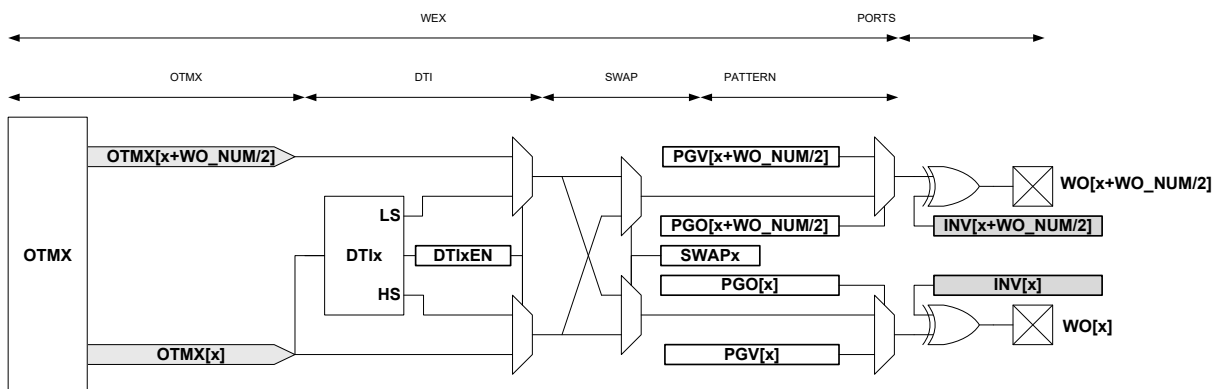 WEX PORTS
OTMX DTI SWAP PATTERN
OTMX[x+WO_NUM/2] PGV[x+WO_NUM/2]
WO[x+WO_NUM/2]
LS
PGO[x+WO_NUM/2] INV[x+WO_NUM/2]
OTMX DTIx DTIxEN SWAPx
HS PGO[x] INV[x]
WO[x]
OTMX[x] PGV[x]